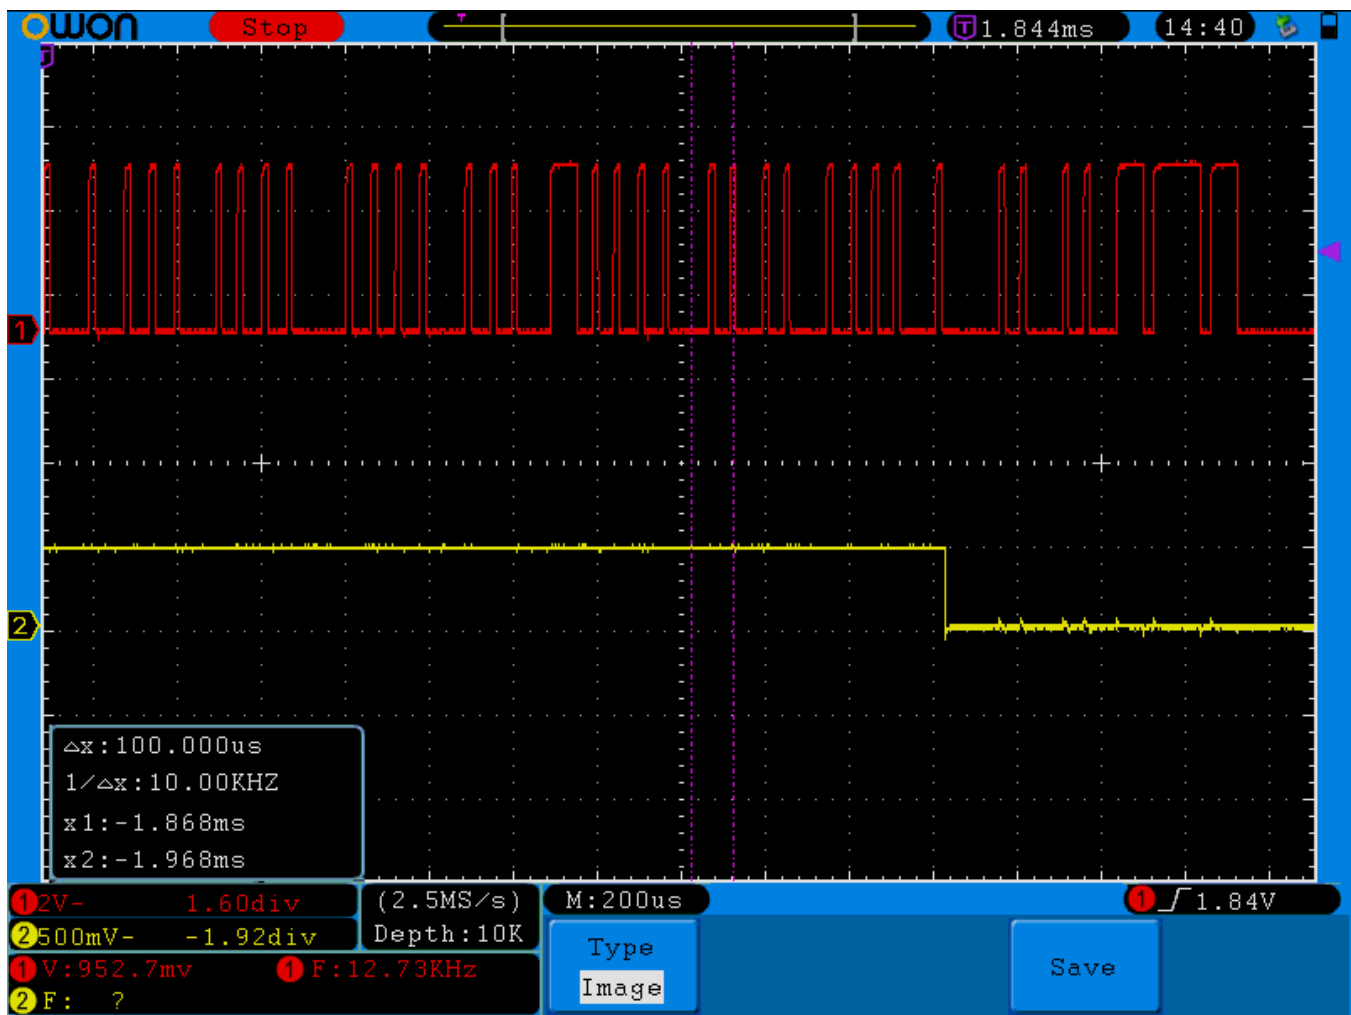 OWON Stop T T 1.844ms 14:40
T
1
2
△x:100.000us
1/△x:10.00KHZ
x1:-1.868ms
x2:-1.968ms
1 2V- 1.60div (2.5MS/s) M:200us 1 1.84V
2 500mV- -1.92div Depth:10K
1 V:952.7mv 1 F:12.73KHz
2 F: ?
Type
Image
Save